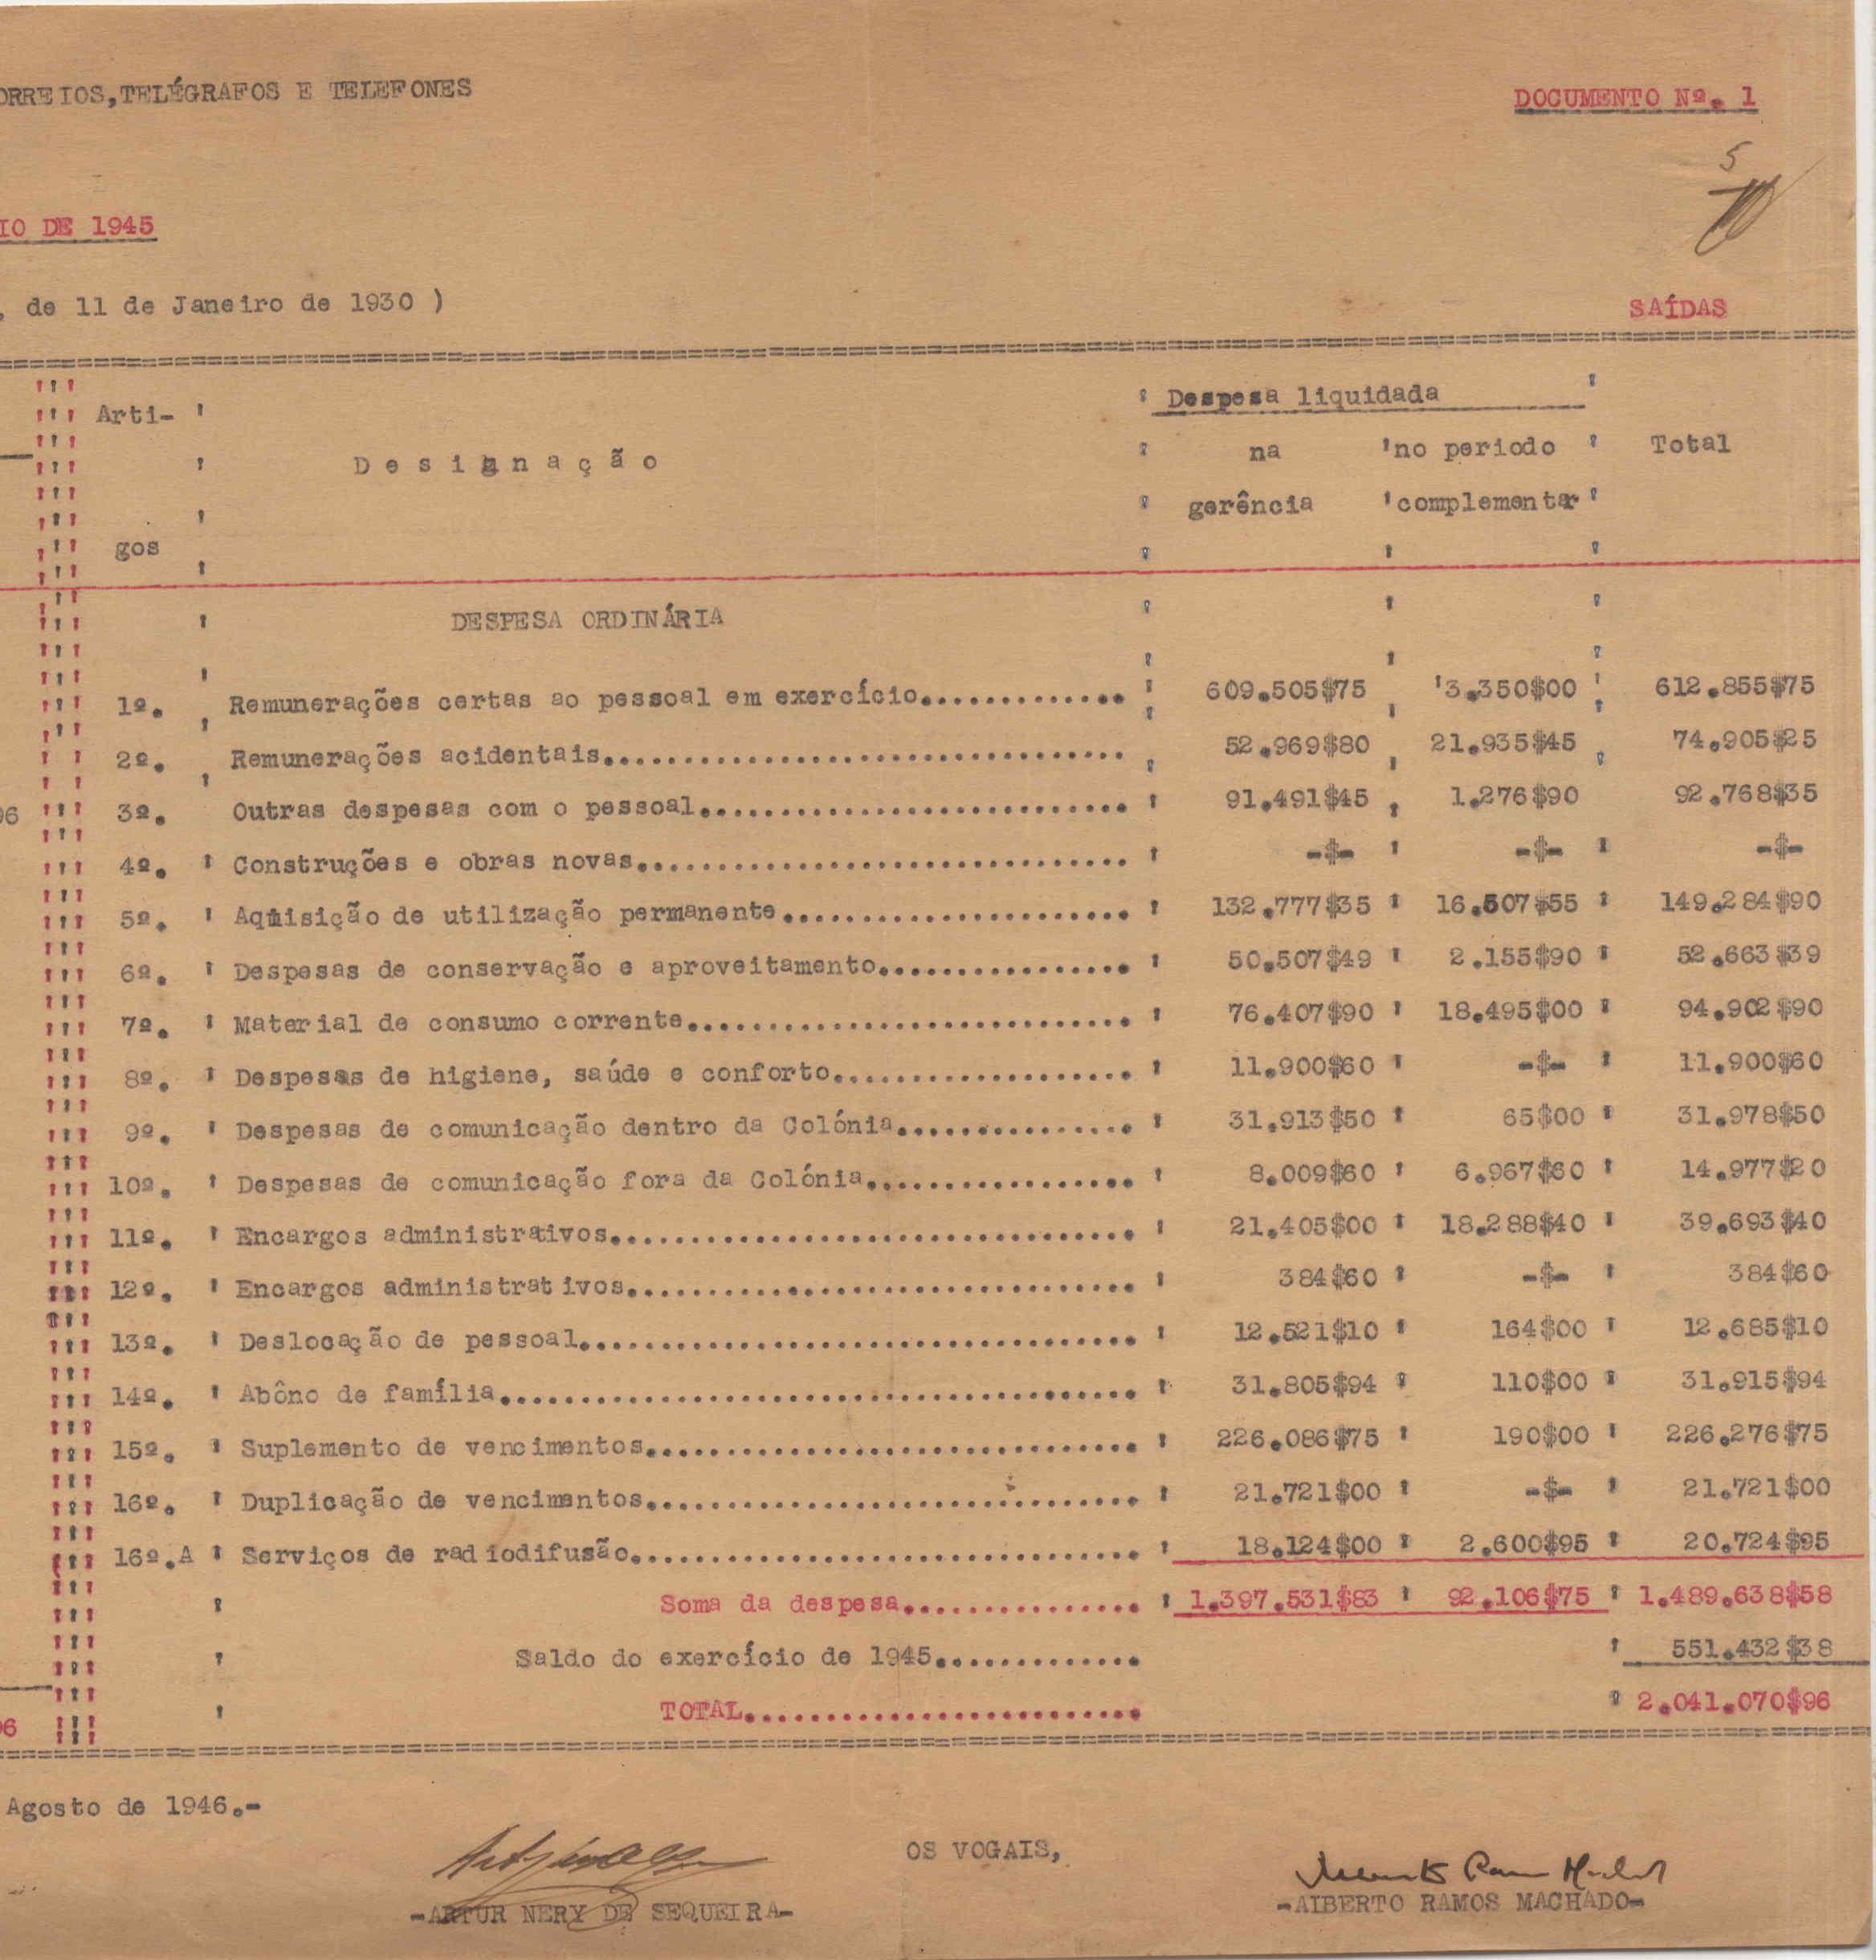 ORREIOS,TELÉGRAFOS E TELEFONES
DOCUMENTO Nº. 1
5
IO DE 1945
, de 11 de Janeiro de 1930 )
SAÍDAS
Arti-
gos
Designação
Despesa liquidada
na
gerência
no periodo
complementar
Total
DESPESA ORDINÁRIA
1º. Remunerações certas ao pessoal em exercício............. 609.505$75 3.350$00 612.855$75
2º. Remunerações acidentais................................. 52.969$80 21.935$45 74.905$25
96 3º. Outras despesas com o pessoal........................... 91.491$45 1.276$90 92.768$35
4º. Construções e obras novas............................... -$- -$- -$-
5º. Aquisição de utilização permanente...................... 132.777$35 16.507$55 149.284$90
6º. Despesas de conservação e aproveitamento................ 50.507$49 2.155$90 52.663$39
7º. Material de consumo corrente............................ 76.407$90 18.495$00 94.902$90
8º. Despesas de higiene, saúde e conforto................... 11.900$60 -$- 11.900$60
9º. Despesas de comunicação dentro da Colónia............... 31.913$50 65$00 31.978$50
10º. Despesas de comunicação fora da Colónia................. 8.009$60 6.967$60 14.977$20
11º. Encargos administrativos................................. 21.405$00 18.288$40 39.693$40
12º. Encargos administrativos................................ 384$60 -$- 384$60
13º. Deslocação de pessoal................................... 12.521$10 164$00 12.685$10
14º. Abôno de família........................................ 31.805$94 110$00 31.915$94
15º. Suplemento de vencimentos............................... 226.086$75 190$00 226.276$75
16º. Duplicação de vencimentos............................... 21.721$00 -$- 21.721$00
16º.A Serviços de radiodifusão................................ 18.124$00 2.600$95 20.724$95
Soma da despesa............... 1.397.531$83 92.106$75 1.489.638$58
Saldo do exercício de 1945............. 551.432$38
96 TOTAL......................... 2.041.070$96
Agosto de 1946.-
OS VOGAIS,
-ARTUR NERY DE SEQUEIRA-
-AIBERTO RAMOS MACHADO-